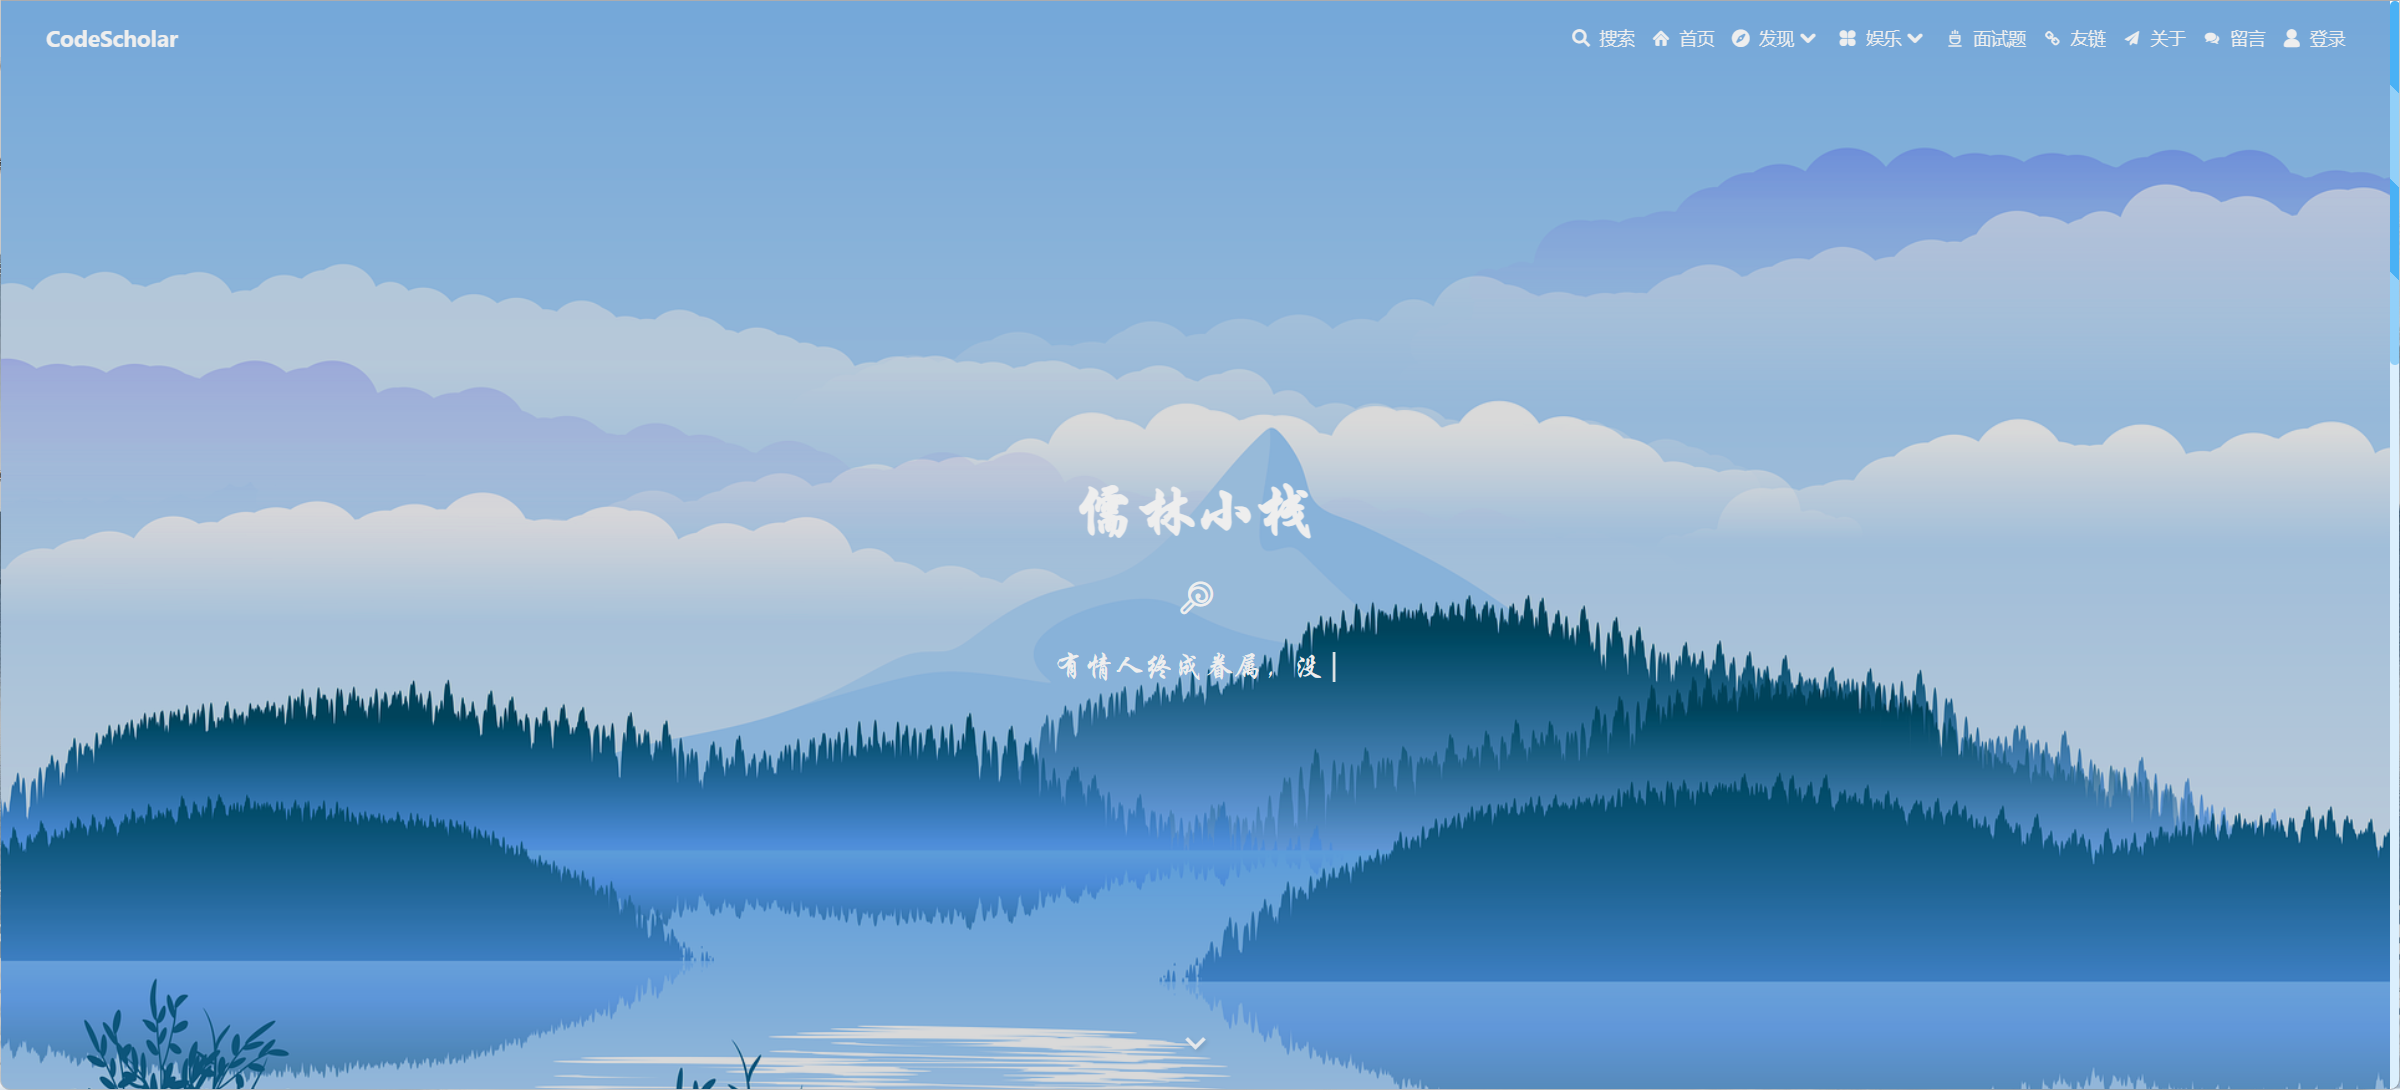 CodeScholar
搜索 首页 发现 娱乐 面试题 友链 关于 留言 登录
儒林小栈
有情人终成眷属，没